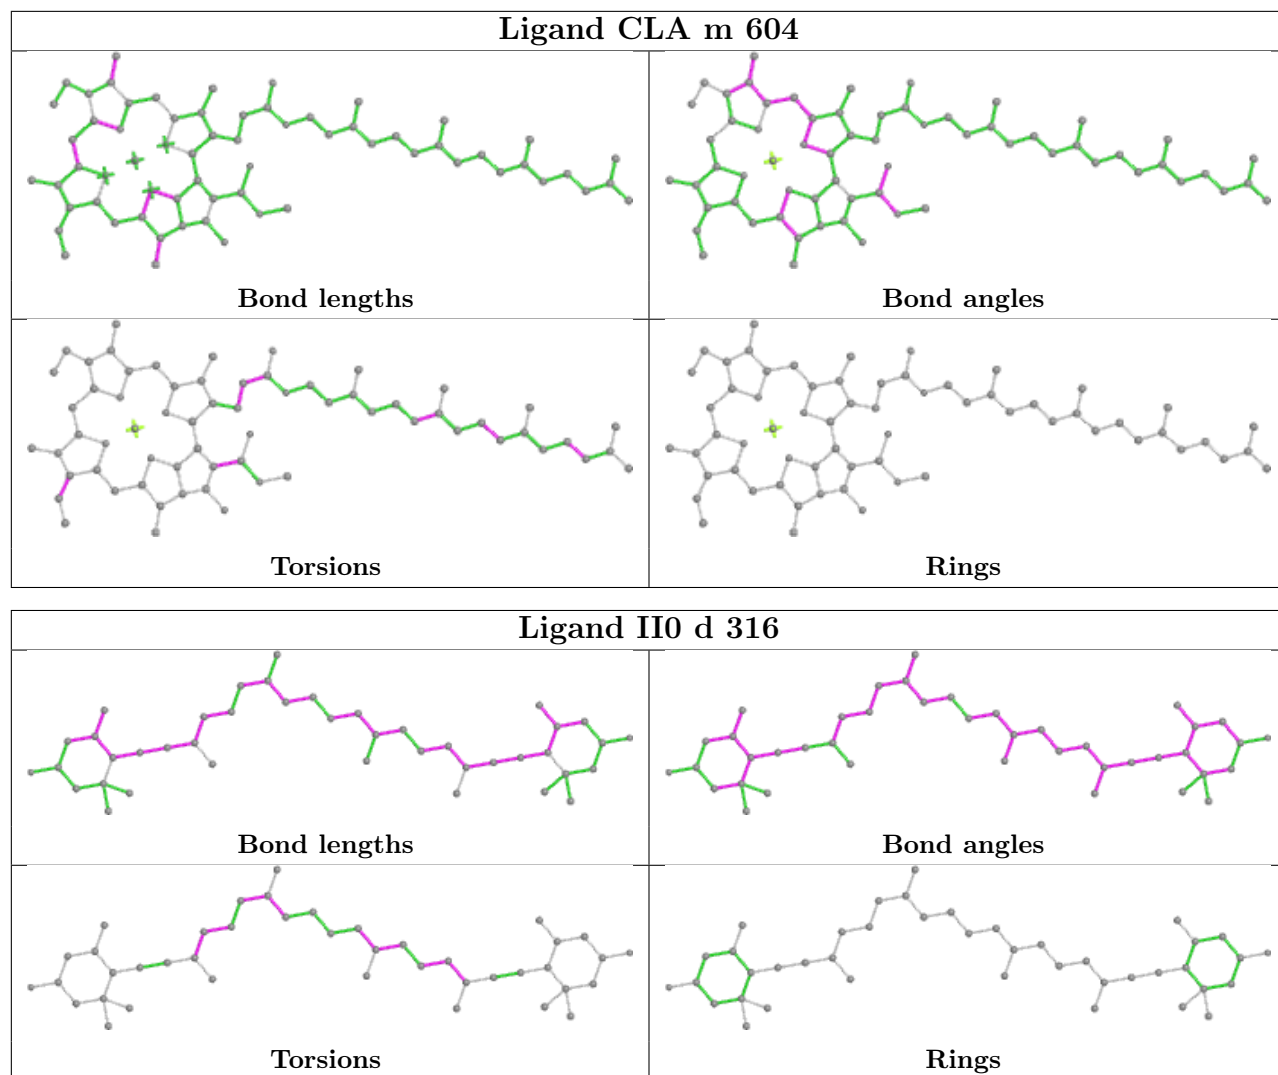 Ligand CLA m 604
Bond lengths
Bond angles
Torsions
Rings
Ligand II0 d 316
Bond lengths
Bond angles
Torsions
Rings